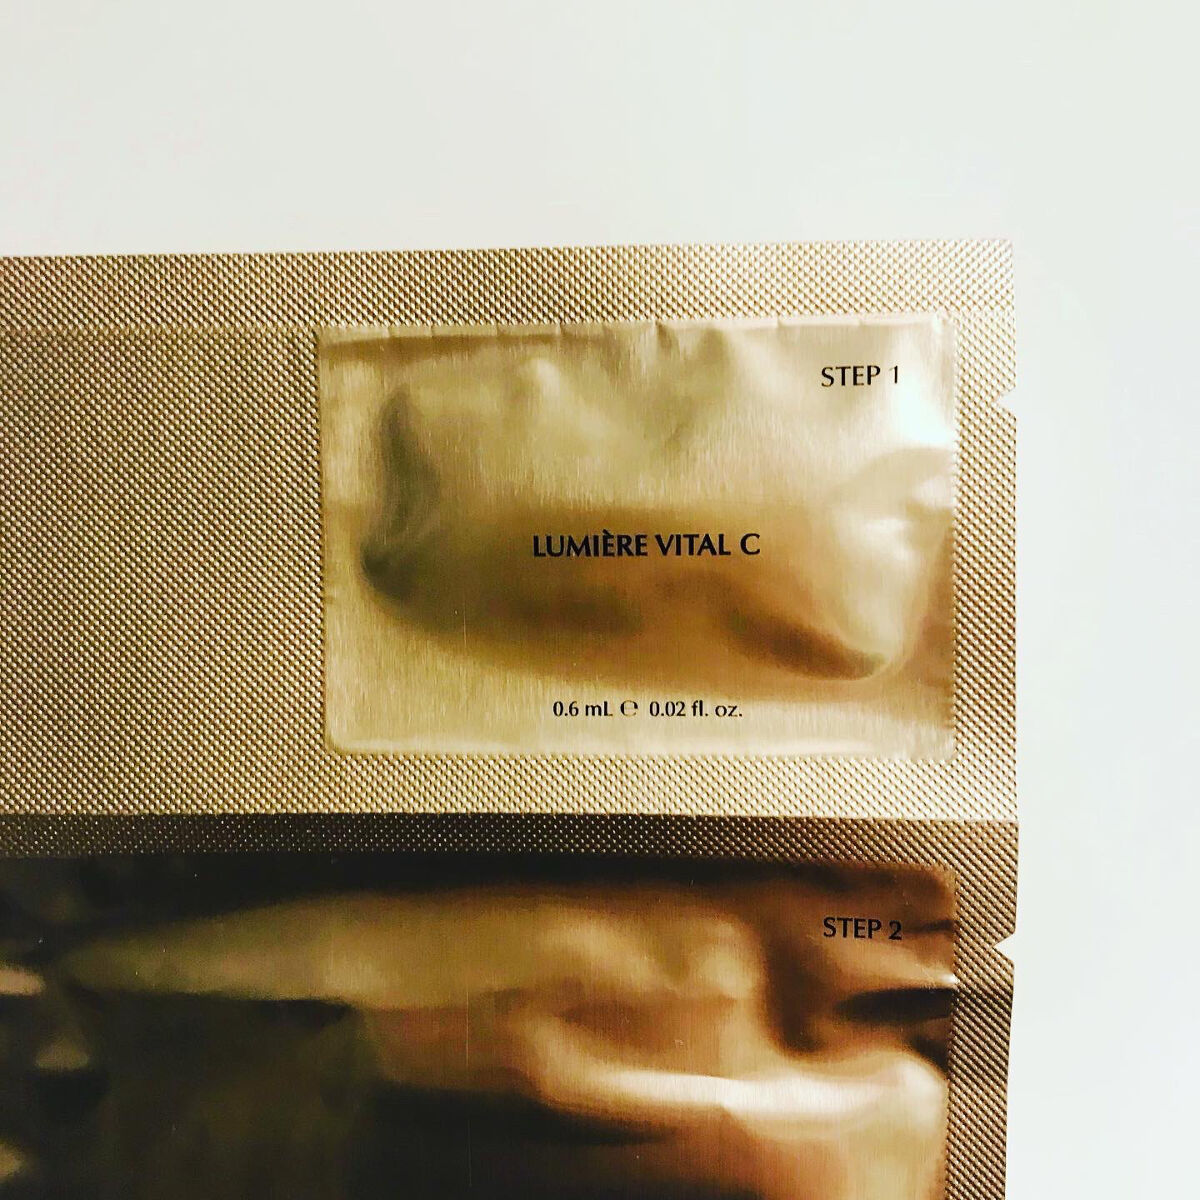 STEP 1
LUMIÈRE VITAL C
0.6 mL ℮ 0.02 fl. oz.
STEP 2